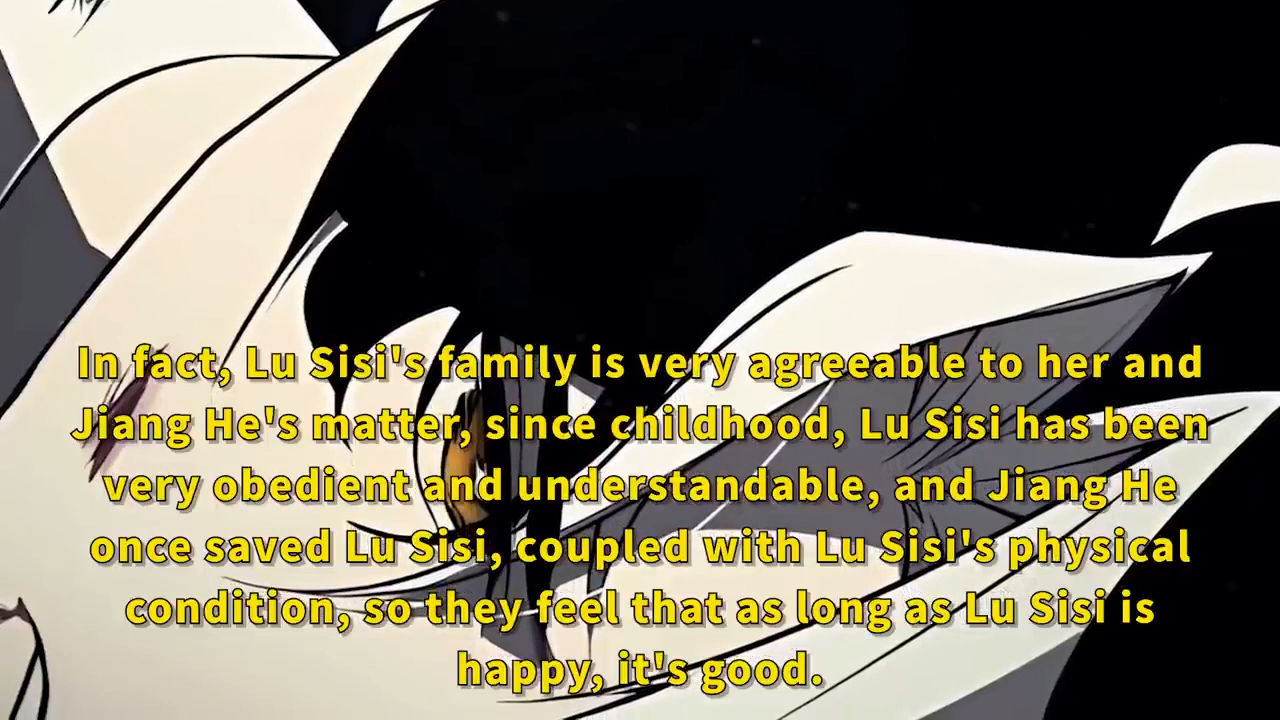 In fact, Lu Sisi's family is very agreeable to her and
Jiang He's matter, since childhood, Lu Sisi has been
very obedient and understandable, and Jiang He
once saved Lu Sisi, coupled with Lu Sisi's physical
condition, so they feel that as long as Lu Sisi is
happy, it's good.